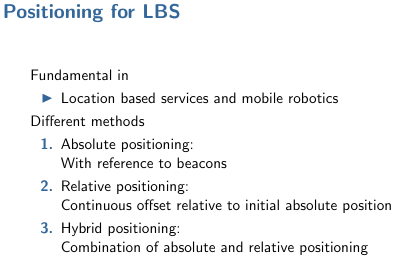 Positioning for LBS
Fundamental in
▶ Location based services and mobile robotics
Different methods
1. Absolute positioning:
With reference to beacons
2. Relative positioning:
Continuous offset relative to initial absolute position
3. Hybrid positioning:
Combination of absolute and relative positioning